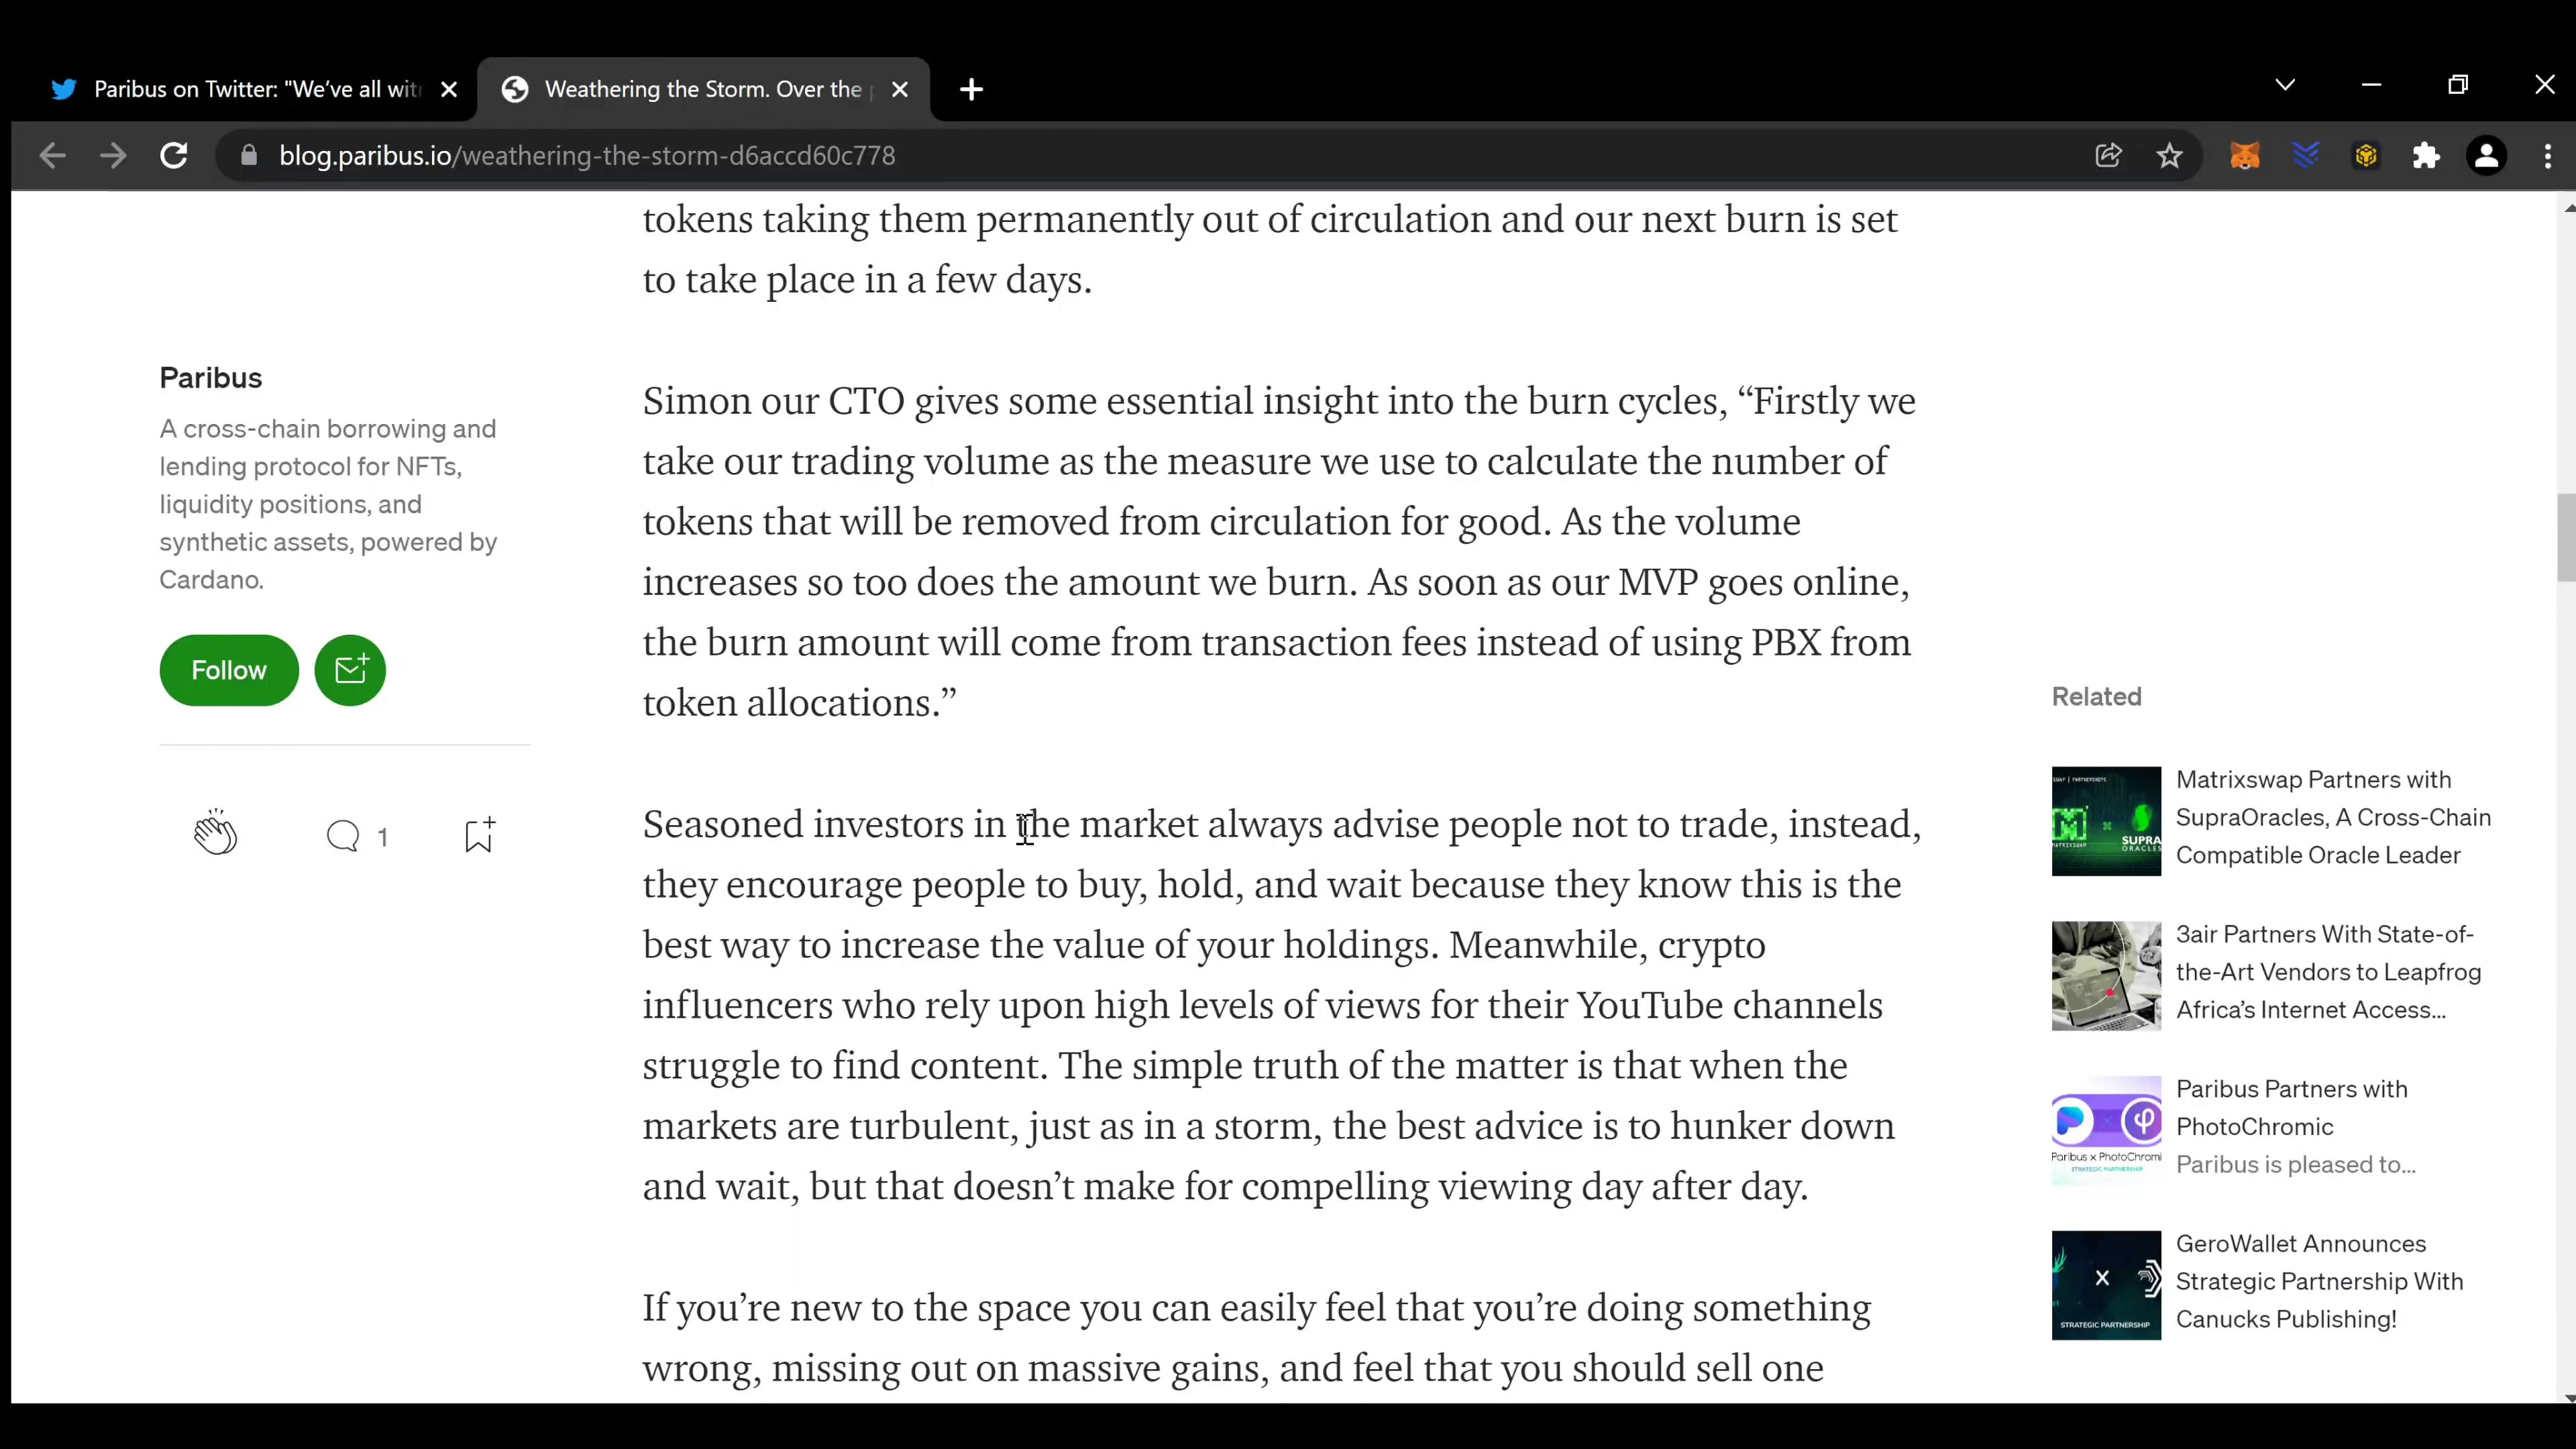 Paribus on Twitter: "We've all wit
Weathering the Storm. Over the
blog.paribus.io/weathering-the-storm-d6accd60c778
tokens taking them permanently out of circulation and our next burn is set
to take place in a few days.
Paribus
A cross-chain borrowing and
lending protocol for NFTs,
liquidity positions, and
synthetic assets, powered by
Cardano.
Follow
1
Simon our CTO gives some essential insight into the burn cycles, “Firstly we
take our trading volume as the measure we use to calculate the number of
tokens that will be removed from circulation for good. As the volume
increases so too does the amount we burn. As soon as our MVP goes online,
the burn amount will come from transaction fees instead of using PBX from
token allocations.”
Seasoned investors in the market always advise people not to trade, instead,
they encourage people to buy, hold, and wait because they know this is the
best way to increase the value of your holdings. Meanwhile, crypto
influencers who rely upon high levels of views for their YouTube channels
struggle to find content. The simple truth of the matter is that when the
markets are turbulent, just as in a storm, the best advice is to hunker down
and wait, but that doesn’t make for compelling viewing day after day.
If you’re new to the space you can easily feel that you’re doing something
wrong, missing out on massive gains, and feel that you should sell one
Related
Matrixswap Partners with
SupraOracles, A Cross-Chain
Compatible Oracle Leader
SUPRA
ORACLES
3air Partners With State-of-
the-Art Vendors to Leapfrog
Africa’s Internet Access...
Paribus Partners with
PhotoChromic
Paribus is pleased to...
Paribus x PhotoChromi
STRATEGIC PARTNERSHIP
GeroWallet Announces
Strategic Partnership With
Canucks Publishing!
X
STRATEGIC PARTNERSHIP